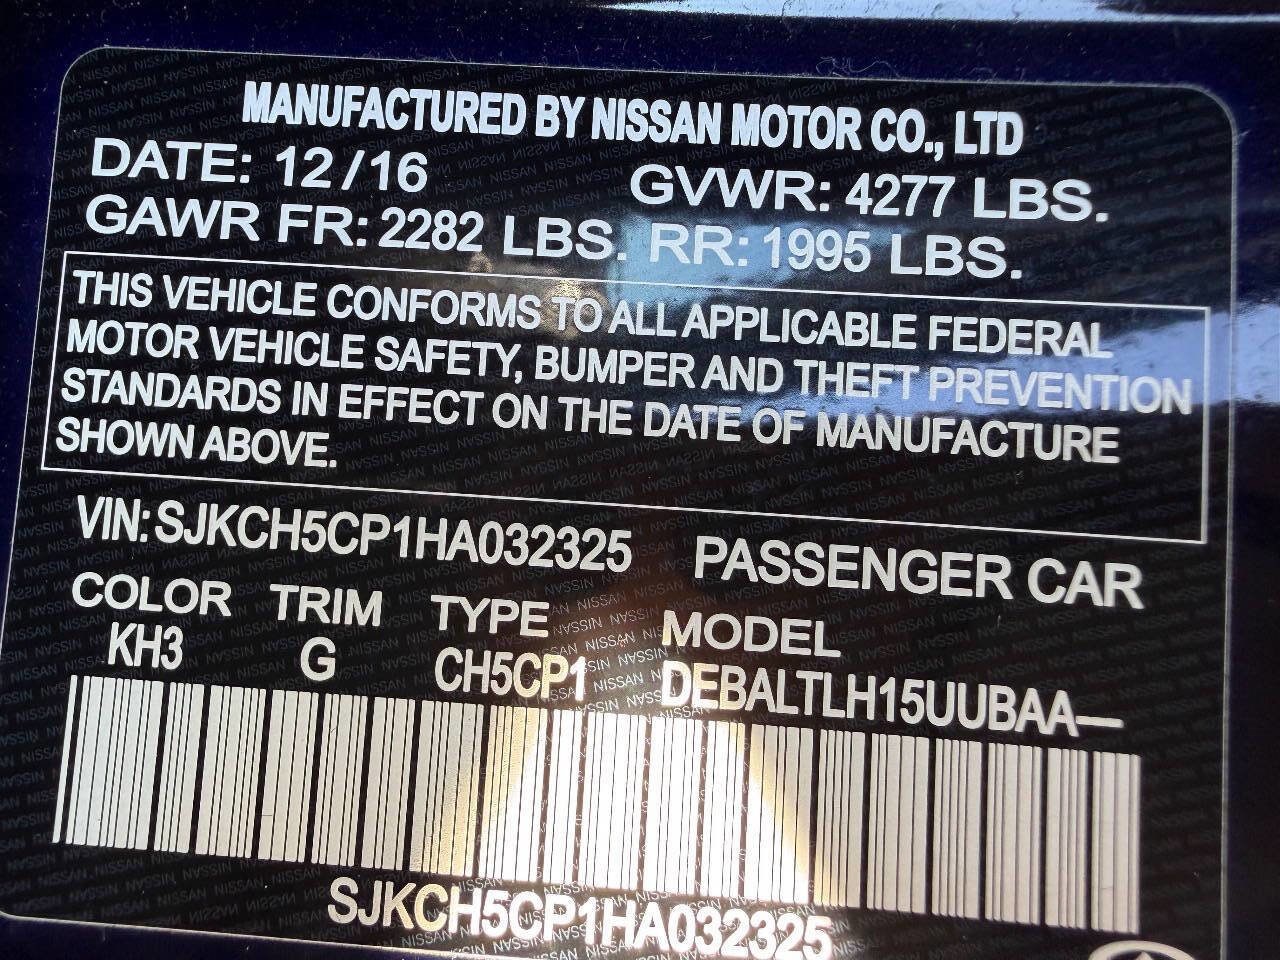 MANUFACTURED BY NISSAN MOTOR CO., LTD
DATE: 12/16 GVWR: 4277 LBS.
GAWR FR: 2282 LBS. RR: 1995 LBS.
THIS VEHICLE CONFORMS TO ALL APPLICABLE FEDERAL
MOTOR VEHICLE SAFETY, BUMPER AND THEFT PREVENTION
STANDARDS IN EFFECT ON THE DATE OF MANUFACTURE
SHOWN ABOVE.
VIN: SJKCH5CP1HA032325 PASSENGER CAR
COLOR TRIM TYPE MODEL
KH3 G CH5CP1 DEBALTLH15UUBAA—
SJKCH5CP1HA032325